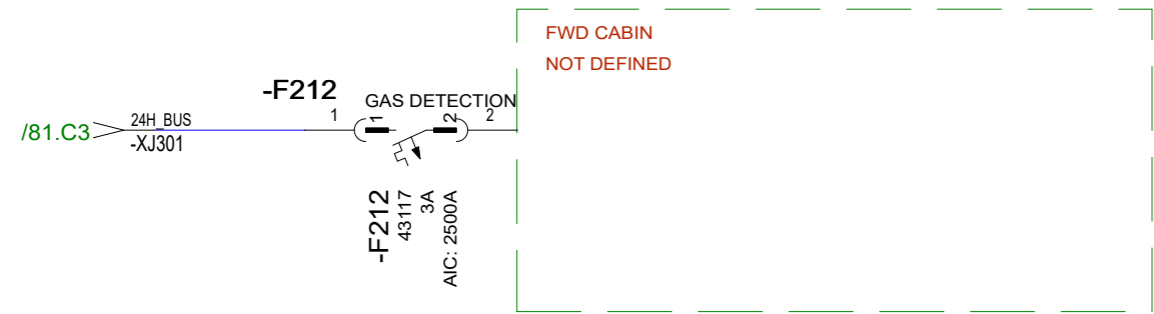 FWD CABIN
NOT DEFINED
-F212
GAS DETECTION
1
1
2
2
/81.C3
24H_BUS
-XJ301
-F212
43117
3A
AIC: 2500A